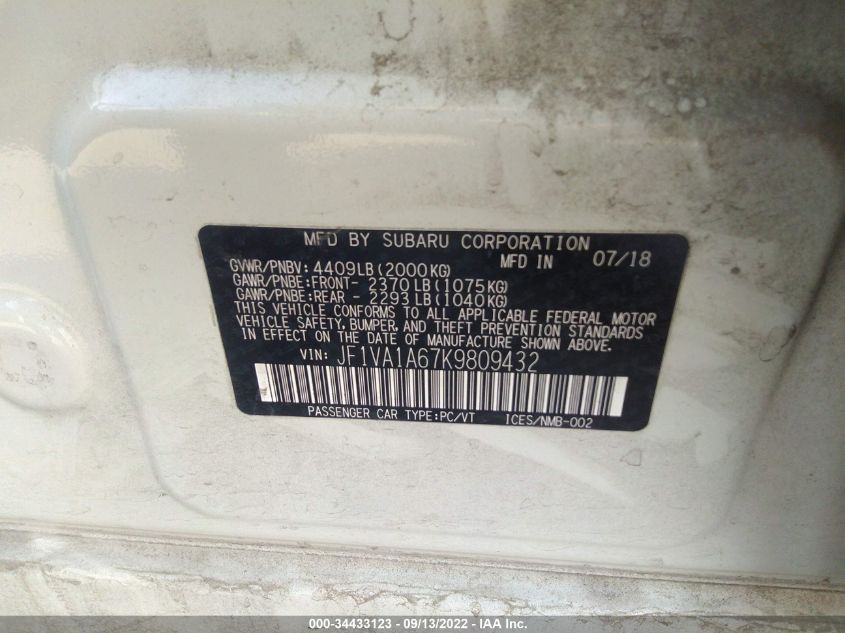 MFD BY SUBARU CORPORATION
GVWR/PNBV: 4409LB(2000KG) MFD IN 07/18
GAWR/PNBE:FRONT- 2370LB(1075KG)
GAWR/PNBE:REAR - 2293LB(1040KG)
THIS VEHICLE CONFORMS TO ALL APPLICABLE FEDERAL MOTOR
VEHICLE SAFETY, BUMPER, AND THEFT PREVENTION STANDARDS
IN EFFECT ON THE DATE OF MANUFACTURE SHOWN ABOVE.
VIN: JF1VA1A67K9809432
PASSENGER CAR TYPE:PC/VT ICES/NMB-002
000-34433123 - 09/13/2022 - IAA Inc.